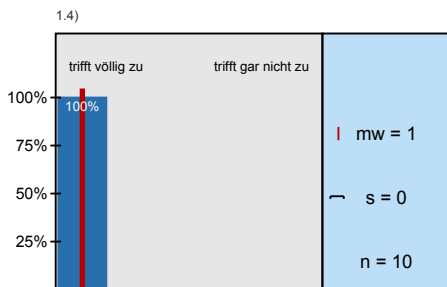 1.4)
trifft völlig zu trifft gar nicht zu
100%
100%
75%
50%
25%
mw = 1
s = 0
n = 10